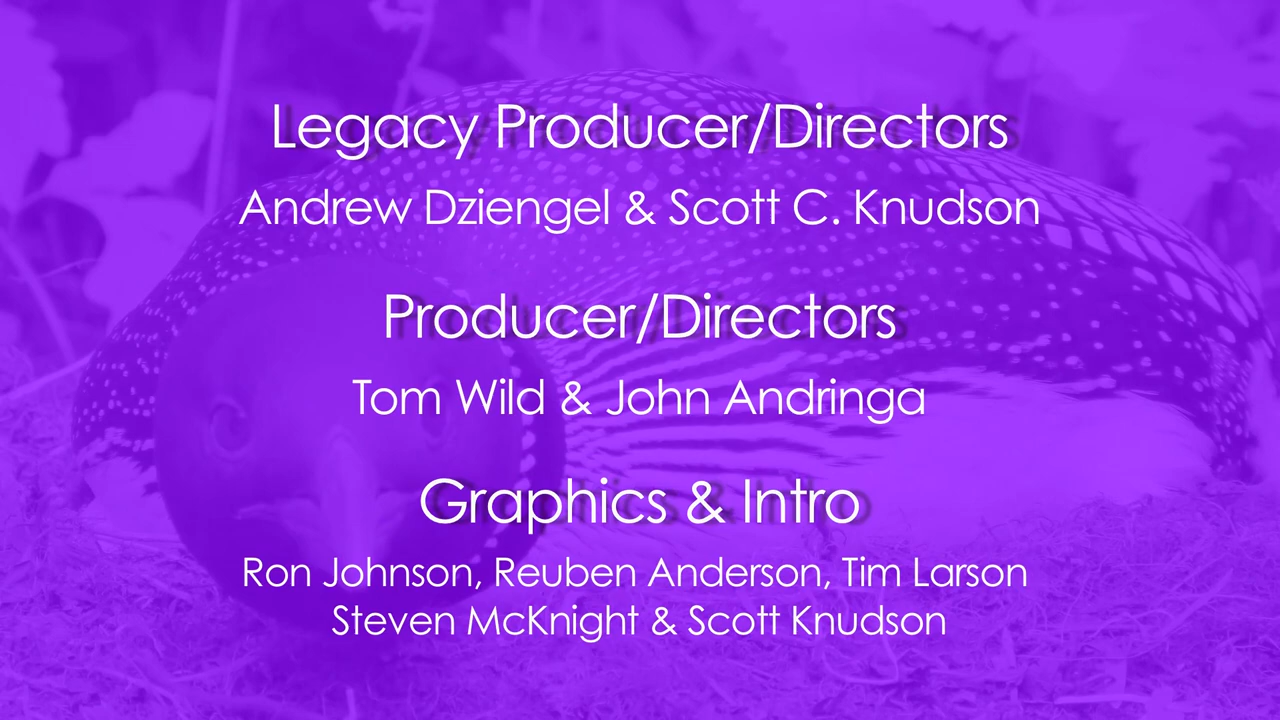 Legacy Producer/Directors
Andrew Dziengel & Scott C. Knudson
Producer/Directors
Tom Wild & John Andringa
Graphics & Intro
Ron Johnson, Reuben Anderson, Tim Larson
Steven McKnight & Scott Knudson